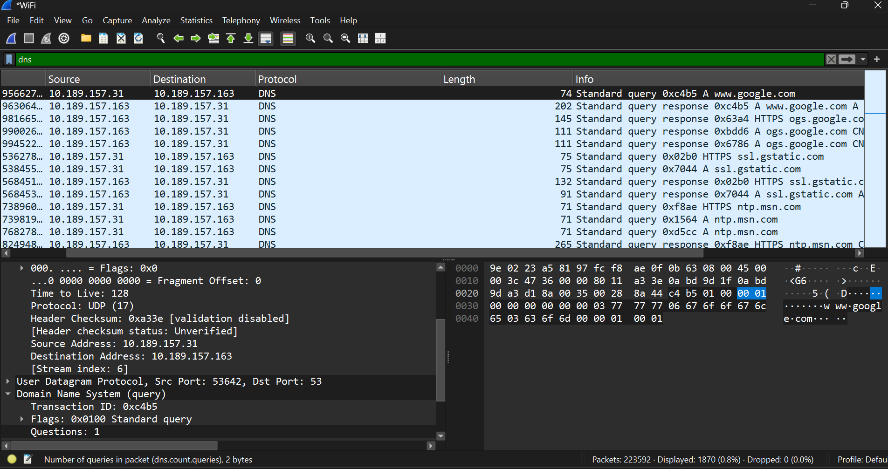 *WiFi
File Edit View Go Capture Analyze Statistics Telephony Wireless Tools Help
dns
Source Destination Protocol Length Info
956627… 10.189.157.31 10.189.157.163 DNS 74 Standard query 0xc4b5 A www.google.com
963064… 10.189.157.163 10.189.157.31 DNS 202 Standard query response 0xc4b5 A www.google.com A
981665… 10.189.157.163 10.189.157.31 DNS 145 Standard query response 0x63a4 HTTPS ogs.google.co
990026… 10.189.157.163 10.189.157.31 DNS 111 Standard query response 0xbdd6 A ogs.google.com CN
994522… 10.189.157.163 10.189.157.31 DNS 111 Standard query response 0x6786 A ogs.google.com CN
536278… 10.189.157.31 10.189.157.163 DNS 75 Standard query 0x02b0 HTTPS ssl.gstatic.com
538455… 10.189.157.31 10.189.157.163 DNS 75 Standard query 0x7044 A ssl.gstatic.com
568451… 10.189.157.163 10.189.157.31 DNS 132 Standard query response 0x02b0 HTTPS ssl.gstatic.c
568453… 10.189.157.163 10.189.157.31 DNS 91 Standard query response 0x7044 A ssl.gstatic.com A
738960… 10.189.157.31 10.189.157.163 DNS 71 Standard query 0xf8ae HTTPS ntp.msn.com
739819… 10.189.157.31 10.189.157.163 DNS 71 Standard query 0x1564 A ntp.msn.com
768278… 10.189.157.31 10.189.157.163 DNS 71 Standard query 0xd5cc A ntp.msn.com
824948… 10.189.157.163 10.189.157.31 DNS 265 Standard query response 0xf8ae HTTPS ntp.msn.com C
000. .... = Flags: 0x0
...0 0000 0000 0000 = Fragment Offset: 0
Time to Live: 128
Protocol: UDP (17)
Header Checksum: 0xa33e [validation disabled]
[Header checksum status: Unverified]
Source Address: 10.189.157.31
Destination Address: 10.189.157.163
[Stream index: 6]
User Datagram Protocol, Src Port: 53642, Dst Port: 53
Domain Name System (query)
Transaction ID: 0xc4b5
Flags: 0x0100 Standard query
Questions: 1
0000 9e 02 23 a5 81 97 fc f8 ae 0f 0b 63 08 00 45 00 ··#····· ···c··E·
0010 00 3c 47 36 00 00 80 11 a3 3e 0a bd 9d 1f 0a bd ·<G6···· ·>······
0020 9d a3 d1 8a 00 35 00 28 8a 44 c4 b5 01 00 00 01 ·····5·( ·D······
0030 00 00 00 00 00 00 03 77 77 77 06 67 6f 6f 67 6c ·······w ww·googl
0040 65 03 63 6f 6d 00 00 01 00 01 e·com··· ··
Number of queries in packet (dns.count.queries), 2 bytes
Packets: 223592 · Displayed: 1870 (0.8%) · Dropped: 0 (0.0%)
Profile: Defau